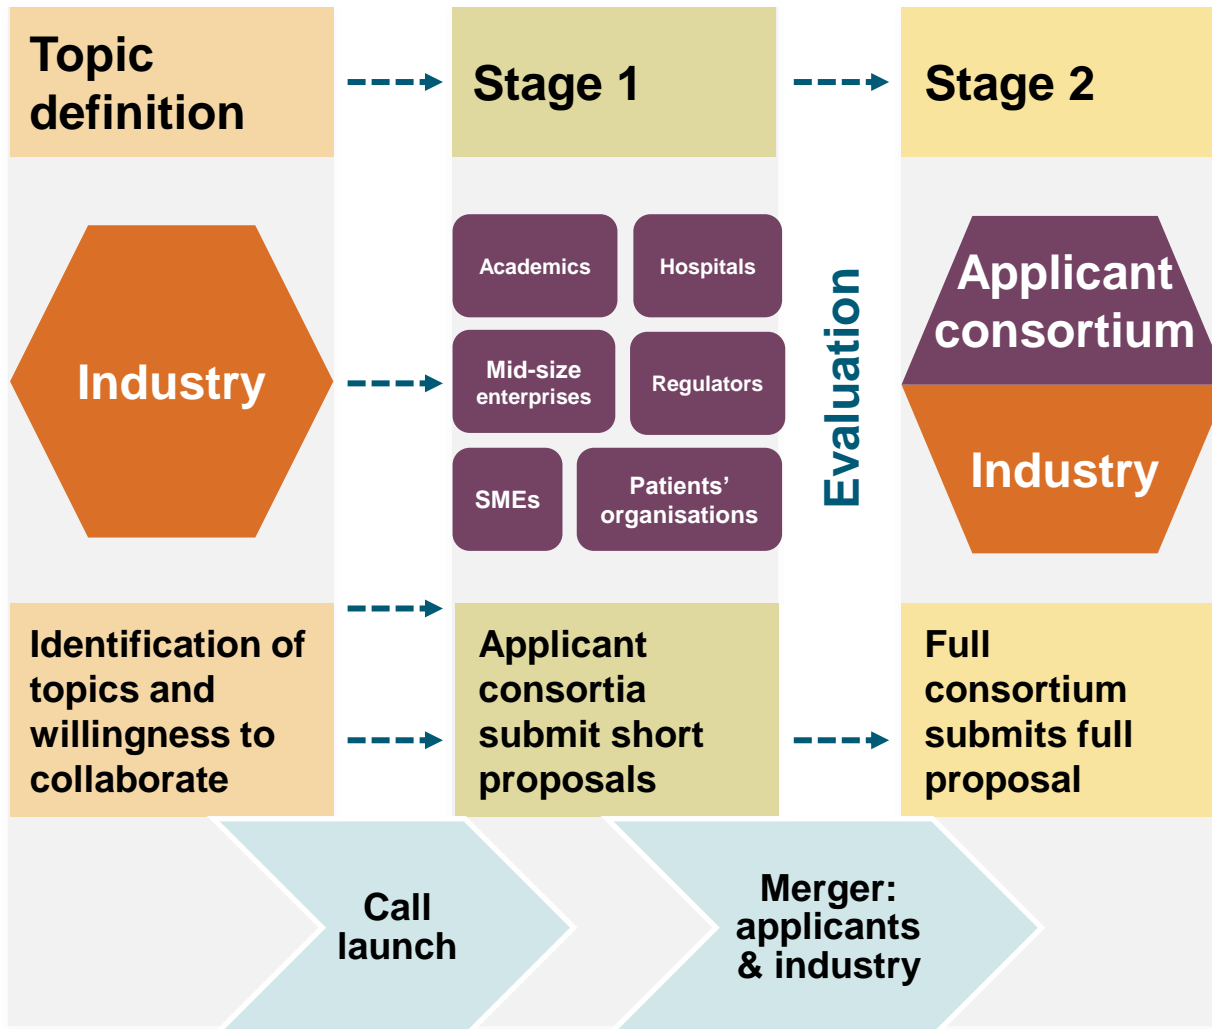 Topic
definition
Stage 1
Stage 2
Industry
Academics
Hospitals
Mid-size
enterprises
Regulators
SMEs
Patients’
organisations
Evaluation
Applicant
consortium
Industry
Identification of
topics and
willingness to
collaborate
Applicant
consortia
submit short
proposals
Full
consortium
submits full
proposal
Call
launch
Merger:
applicants
& industry